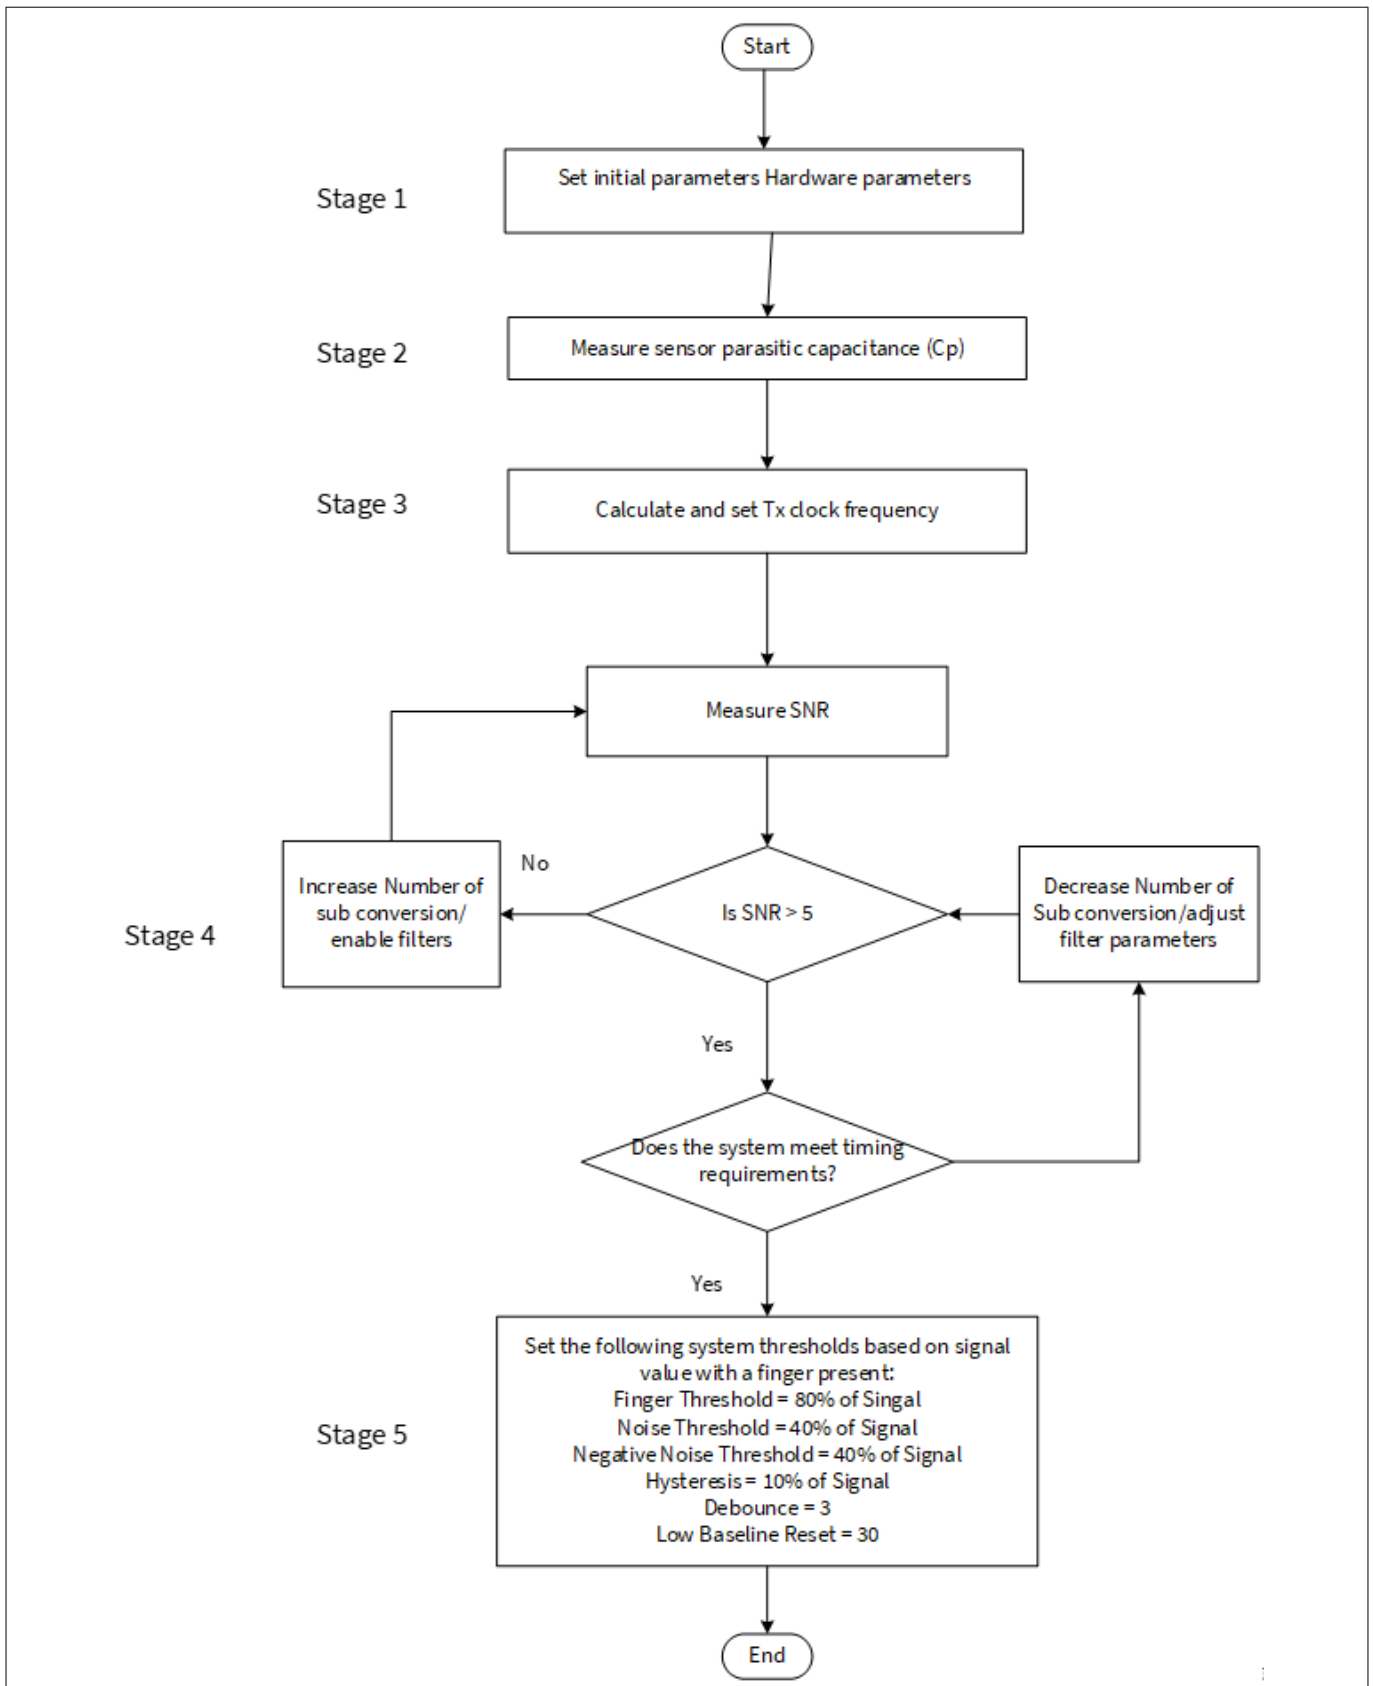 Start
Stage 1
Set initial parameters Hardware parameters
Stage 2
Measure sensor parasitic capacitance (Cp)
Stage 3
Calculate and set Tx clock frequency
Measure SNR
Stage 4
Increase Number of
sub conversion/
enable filters
No
Is SNR > 5
Decrease Number of
Sub conversion/adjust
filter parameters
Yes
Does the system meet timing
requirements?
Yes
Stage 5
Set the following system thresholds based on signal
value with a finger present:
Finger Threshold = 80% of Singal
Noise Threshold = 40% of Signal
Negative Noise Threshold = 40% of Signal
Hysteresis = 10% of Signal
Debounce = 3
Low Baseline Reset = 30
End